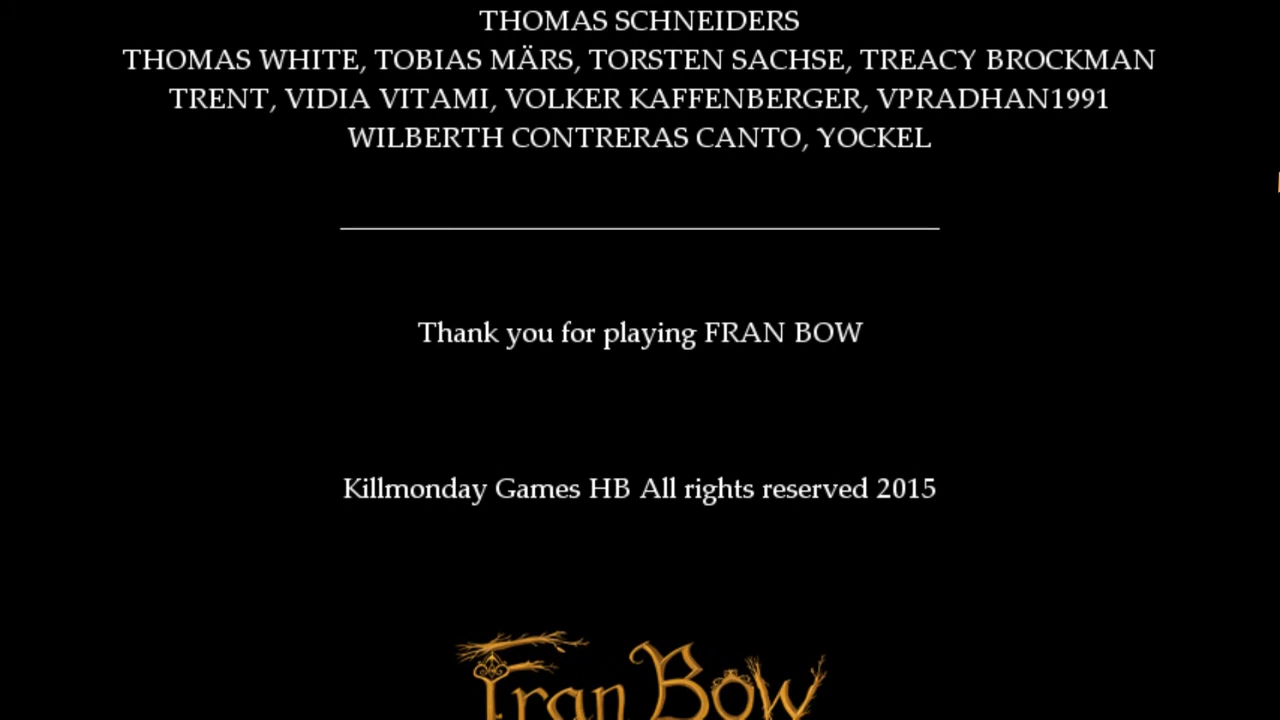 THOMAS SCHNEIDERS
THOMAS WHITE, TOBIAS MÄRS, TORSTEN SACHSE, TREACY BROCKMAN
TRENT, VIDIA VITAMI, VOLKER KAFFENBERGER, VPRADHAN1991
WILBERTH CONTRERAS CANTO, YOCKEL
Thank you for playing FRAN BOW
Killmonday Games HB All rights reserved 2015
Fran Bow